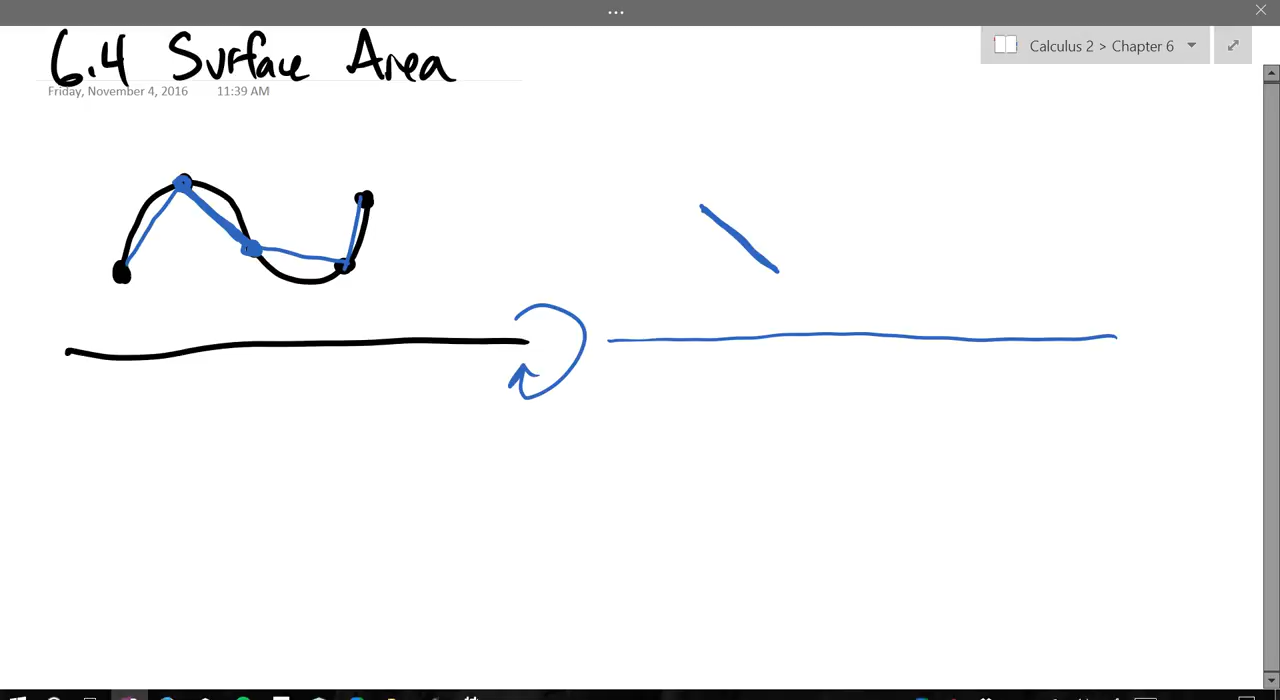 Calculus 2 > Chapter 6
6.4 Surface Area
Friday, November 4, 2016 11:39 AM